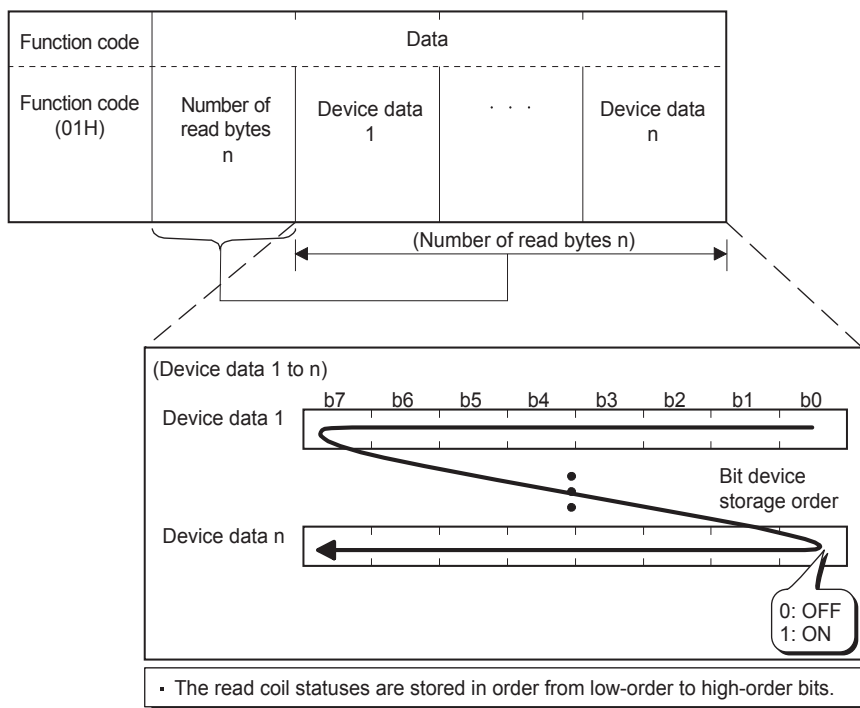 Function code
Data
Function code
(01H)
Number of
read bytes
n
Device data
1
. . .
Device data
n
(Number of read bytes n)
(Device data 1 to n)
b7 b6 b5 b4 b3 b2 b1 b0
Device data 1
Bit device
storage order
Device data n
0: OFF
1: ON
• The read coil statuses are stored in order from low-order to high-order bits.